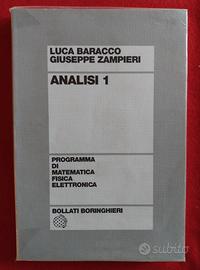 LUCA BARACCO
GIUSEPPE ZAMPIERI
ANALISI 1
PROGRAMMA
DI
MATEMATICA
FISICA
ELETTRONICA
BOLLATI BORINGHIERI
subito